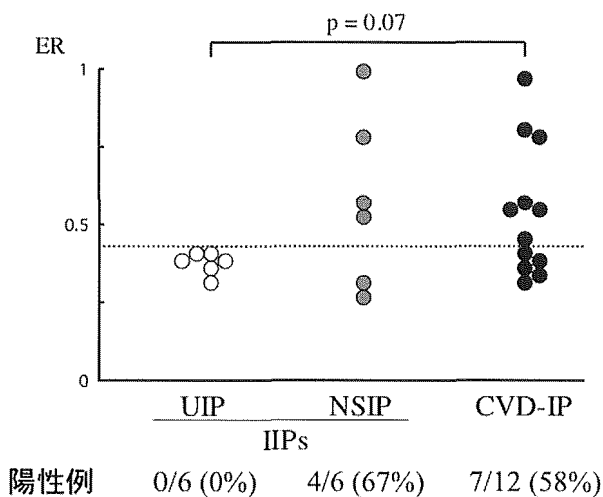 p = 0.07
ER
1
0.5
0
UIP NSIP CVD-IP
IIPs
陽性例 0/6 (0%) 4/6 (67%) 7/12 (58%)